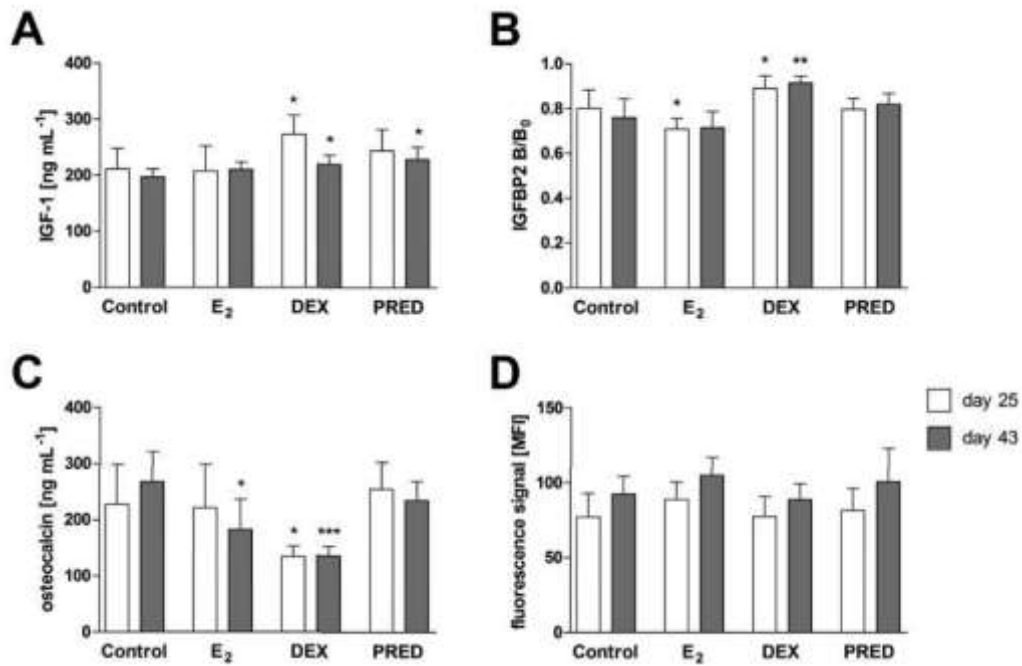 A
IGF-1 [ng mL⁻¹]
400
300
200
100
0
* * *
Control E₂ DEX PRED
B
IGFBP2 B/B₀
1.0
0.8
0.6
0.4
0.2
0.0
* * **
Control E₂ DEX PRED
C
osteocalcin [ng mL⁻¹]
400
300
200
100
0
* * ***
Control E₂ DEX PRED
D
fluorescence signal [MFI]
150
100
50
0
Control E₂ DEX PRED
day 25
day 43